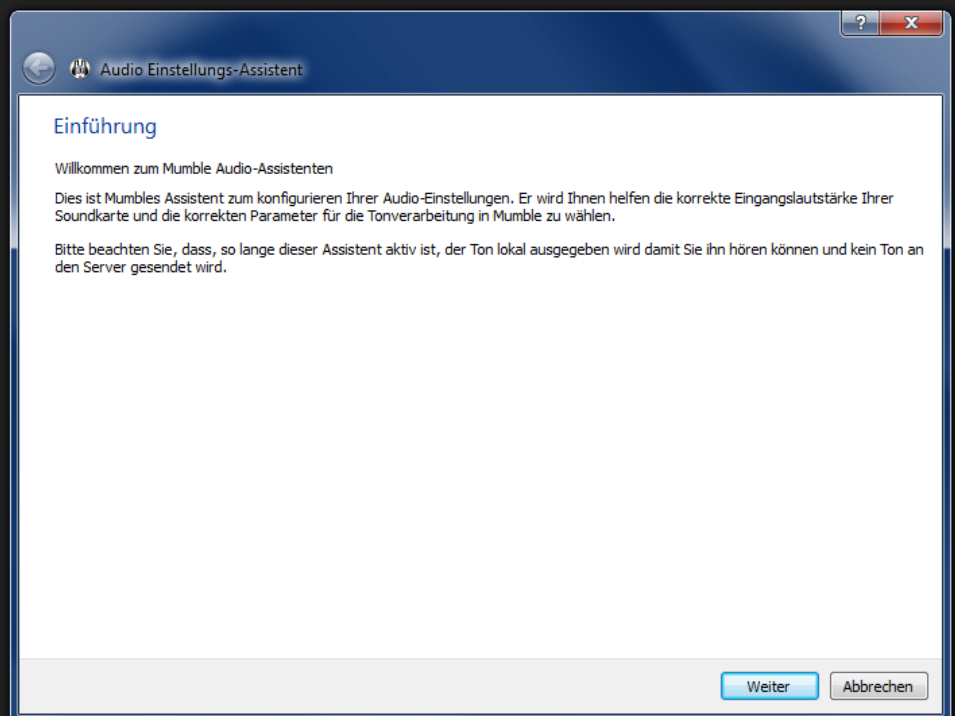 ?
X
Audio Einstellungs-Assistent
Einführung
Willkommen zum Mumble Audio-Assistenten
Dies ist Mumbles Assistent zum konfigurieren Ihrer Audio-Einstellungen. Er wird Ihnen helfen die korrekte Eingangslautstärke Ihrer
Soundkarte und die korrekten Parameter für die Tonverarbeitung in Mumble zu wählen.
Bitte beachten Sie, dass, so lange dieser Assistent aktiv ist, der Ton lokal ausgegeben wird damit Sie ihn hören können und kein Ton an
den Server gesendet wird.
Weiter
Abbrechen